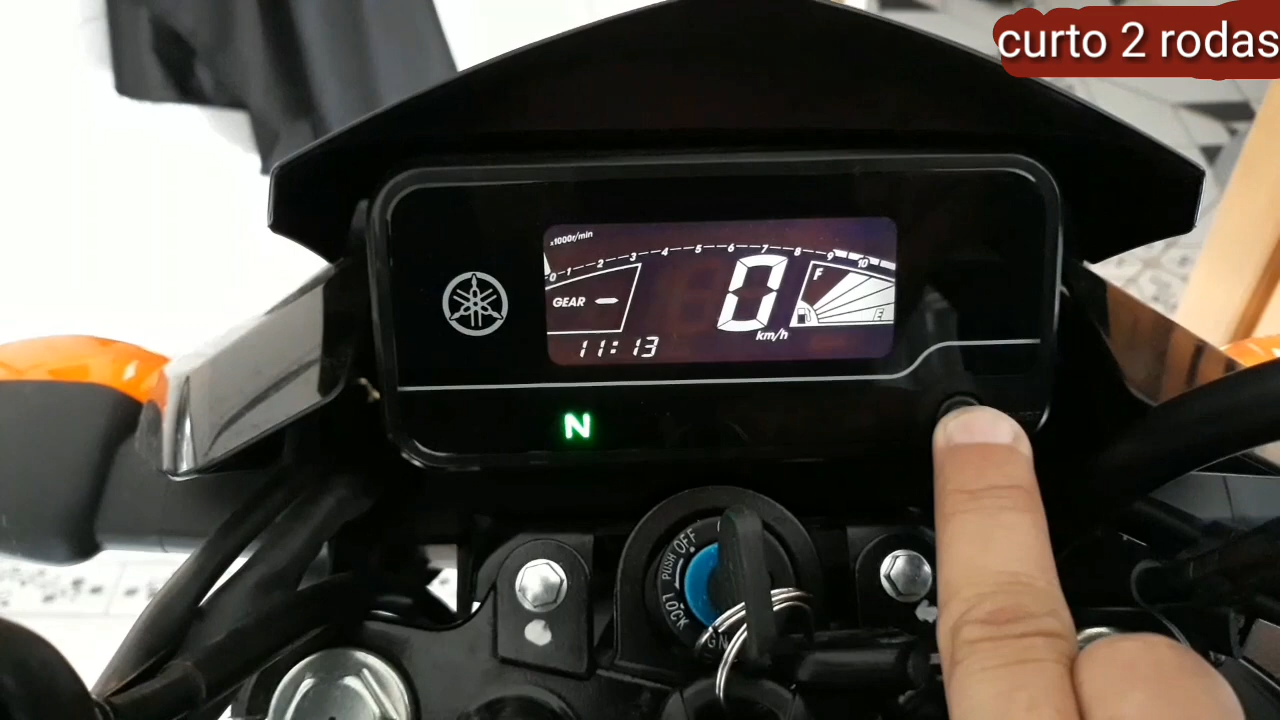 curto 2 rodas
x1000r/min
0 1 2 3 4 5 6 7 8 9 10
GEAR
0
km/h
F
E
11:13
N
PUSH OFF
LOCK